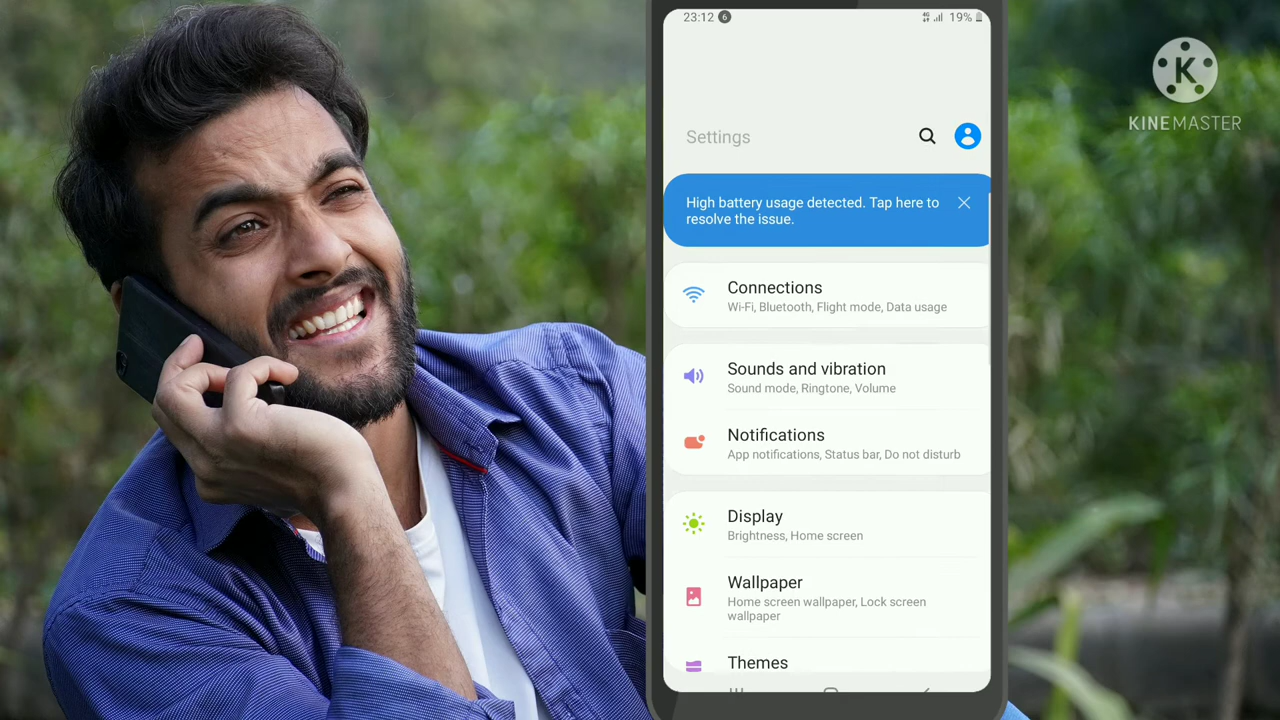 23:12 6 19%
KINEMASTER
Settings
High battery usage detected. Tap here to
resolve the issue.
Connections
Wi-Fi, Bluetooth, Flight mode, Data usage
Sounds and vibration
Sound mode, Ringtone, Volume
Notifications
App notifications, Status bar, Do not disturb
Display
Brightness, Home screen
Wallpaper
Home screen wallpaper, Lock screen
wallpaper
Themes